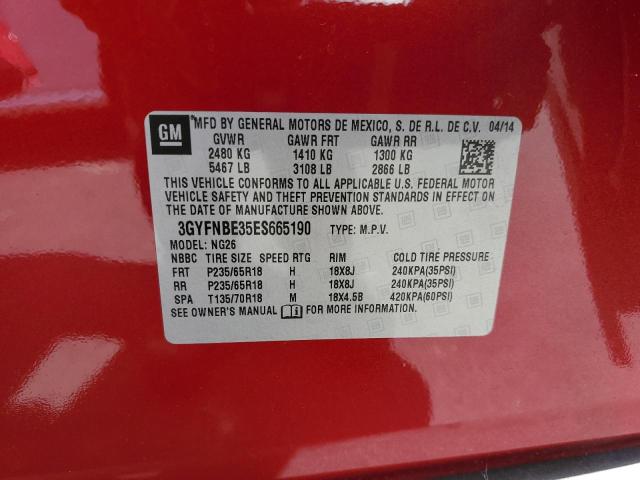 GM
MFD BY GENERAL MOTORS DE MEXICO, S. DE R.L. DE C.V. 04/14
GVWR GAWR FRT GAWR RR
2480 KG 1410 KG 1300 KG
5467 LB 3108 LB 2866 LB
THIS VEHICLE CONFORMS TO ALL APPLICABLE U.S. FEDERAL MOTOR
VEHICLE SAFETY AND THEFT PREVENTION STANDARDS IN EFFECT ON
THE DATE OF MANUFACTURE SHOWN ABOVE.
3GYFNBE35ES665190 TYPE: M.P.V.
MODEL: NG26
NBBC TIRE SIZE SPEED RTG RIM COLD TIRE PRESSURE
FRT P235/65R18 H 18X8J 240KPA(35PSI)
RR P235/65R18 H 18X8J 240KPA(35PSI)
SPA T135/70R18 M 18X4.5B 420KPA(60PSI)
SEE OWNER'S MANUAL FOR MORE INFORMATION.